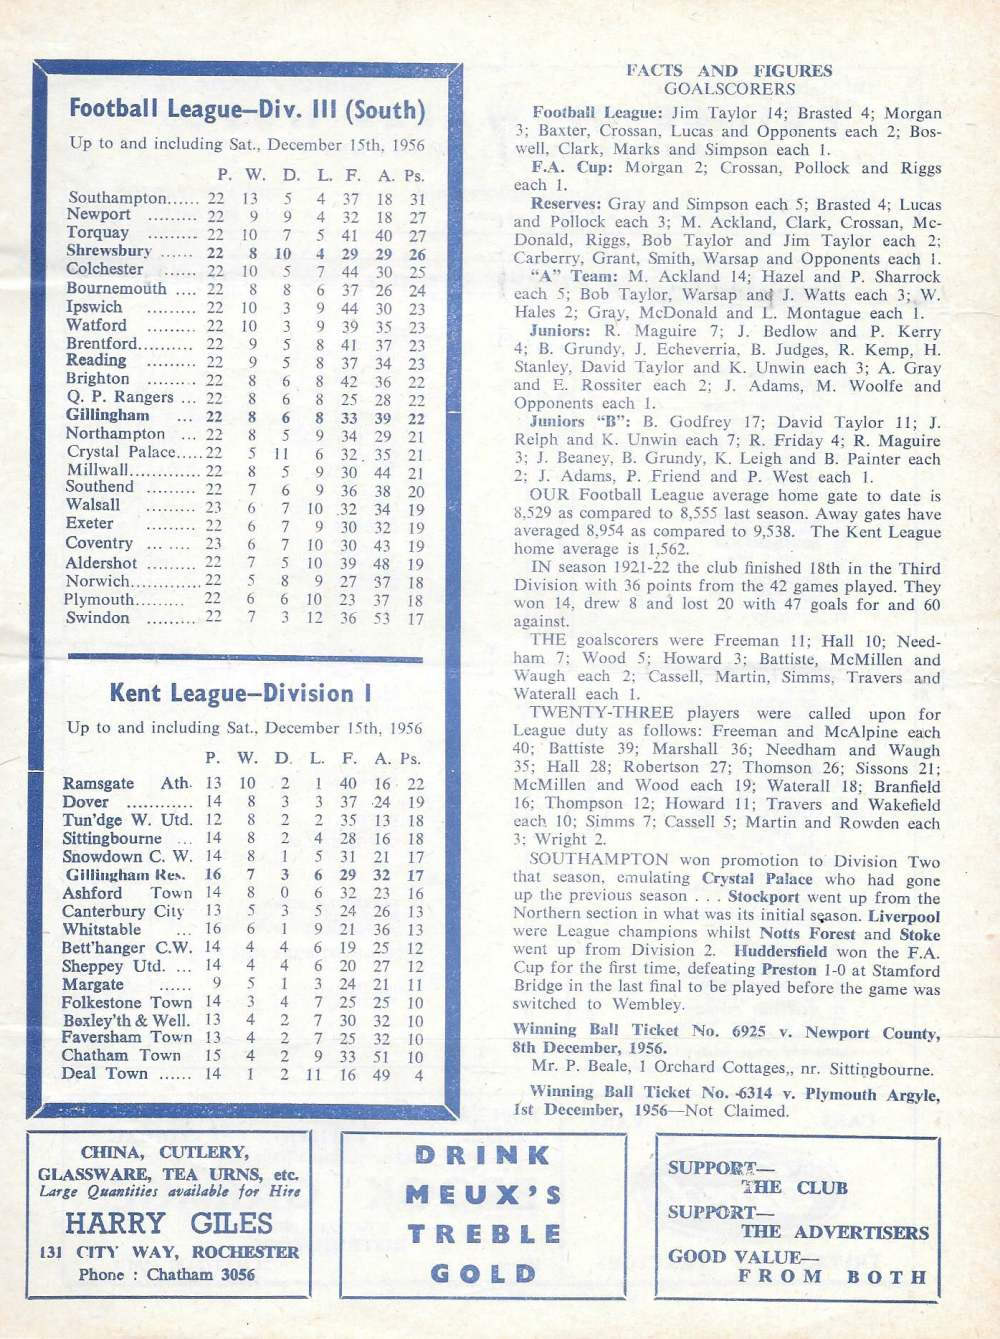 Football League—Div. III (South)
Up to and including Sat., December 15th, 1956
P. W. D. L. F. A. Ps.
Southampton...... 22 13 5 4 37 18 31
Newport ......... 22 9 9 4 32 18 27
Torquay ......... 22 10 7 5 41 40 27
Shrewsbury ...... 22 8 10 4 29 29 26
Colchester ...... 22 10 5 7 44 30 25
Bournemouth .... 22 8 8 6 37 26 24
Ipswich ......... 22 10 3 9 44 30 23
Watford ......... 22 10 3 9 39 35 23
Brentford.......... 22 9 5 8 41 37 23
Reading ......... 22 9 5 8 37 34 23
Brighton ......... 22 8 6 8 42 36 22
Q. P. Rangers ... 22 8 6 8 25 28 22
Gillingham ... 22 8 6 8 33 39 22
Northampton ... 22 8 5 9 34 29 21
Crystal Palace.....22 5 11 6 32 35 21
Millwall............. 22 8 5 9 30 44 21
Southend ......... 22 7 6 9 36 38 20
Walsall ......... 23 6 7 10 32 34 19
Exeter ......... 22 6 7 9 30 32 19
Coventry ... .... 23 6 7 10 30 43 19
Aldershot ......... 22 7 5 10 39 48 19
Norwich............. 22 5 8 9 27 37 18
Plymouth......... 22 6 6 10 23 37 18
Swindon ......... 22 7 3 12 36 53 17
Kent League—Division I
Up to and including Sat., December 15th, 1956
P. W. D. L. F. A. Ps.
Ramsgate Ath. 13 10 2 1 40 16 22
Dover ............ 14 8 3 3 37 24 19
Tun'dge W. Utd. 12 8 2 2 35 13 18
Sittingbourne ... 14 8 2 4 28 16 18
Snowdown C. W. 14 8 1 5 31 21 17
Gillingham Res. 16 7 3 6 29 32 17
Ashford Town 14 8 0 6 32 23 16
Canterbury City 13 5 3 5 24 26 13
Whitstable ... 16 6 1 9 21 36 13
Bett'hanger C.W. 14 4 4 6 19 25 12
Sheppey Utd. ... 14 4 4 6 20 27 12
Margate ...... 9 5 1 3 24 21 11
Folkestone Town 14 3 4 7 25 25 10
Bexley'th & Well. 13 4 2 7 30 32 10
Faversham Town 13 4 2 7 25 32 10
Chatham Town 15 4 2 9 33 51 10
Deal Town ...... 14 1 2 11 16 49 4
FACTS AND FIGURES
GOALSCORERS
Football League: Jim Taylor 14; Brasted 4; Morgan
3; Baxter, Crossan, Lucas and Opponents each 2; Bos-
well, Clark, Marks and Simpson each 1.
F.A. Cup: Morgan 2; Crossan, Pollock and Riggs
each 1.
Reserves: Gray and Simpson each 5; Brasted 4; Lucas
and Pollock each 3; M. Ackland, Clark, Crossan, Mc-
Donald, Riggs, Bob Taylor and Jim Taylor each 2;
Carberry, Grant, Smith, Warsap and Opponents each 1.
“A” Team: M. Ackland 14; Hazel and P. Sharrock
each 5; Bob Taylor, Warsap and J. Watts each 3; W.
Hales 2; Gray, McDonald and L. Montague each 1.
Juniors: R. Maguire 7; J. Bedlow and P. Kerry
4; B. Grundy, J. Echeverria, B. Judges, R. Kemp, H.
Stanley, David Taylor and K. Unwin each 3; A. Gray
and E. Rossiter each 2; J. Adams, M. Woolfe and
Opponents each 1.
Juniors “B”: B. Godfrey 17; David Taylor 11; J.
Relph and K. Unwin each 7; R. Friday 4; R. Maguire
3; J. Beaney, B. Grundy, K. Leigh and B. Painter each
2; J. Adams, P. Friend and P. West each 1.
OUR Football League average home gate to date is
8,529 as compared to 8,555 last season. Away gates have
averaged 8,954 as compared to 9,538. The Kent League
home average is 1,562.
IN season 1921-22 the club finished 18th in the Third
Division with 36 points from the 42 games played. They
won 14, drew 8 and lost 20 with 47 goals for and 60
against.
THE goalscorers were Freeman 11; Hall 10; Need-
ham 7; Wood 5; Howard 3; Battiste, McMillen and
Waugh each 2; Cassell, Martin, Simms, Travers and
Waterall each 1.
TWENTY-THREE players were called upon for
League duty as follows: Freeman and McAlpine each
40; Battiste 39; Marshall 36; Needham and Waugh
35; Hall 28; Robertson 27; Thomson 26; Sissons 21;
McMillen and Wood each 19; Waterall 18; Branfield
16; Thompson 12; Howard 11; Travers and Wakefield
each 10; Simms 7; Cassell 5; Martin and Rowden each
3; Wright 2.
SOUTHAMPTON won promotion to Division Two
that season, emulating Crystal Palace who had gone
up the previous season . . . Stockport went up from the
Northern section in what was its initial season. Liverpool
were League champions whilst Notts Forest and Stoke
went up from Division 2. Huddersfield won the F.A.
Cup for the first time, defeating Preston 1-0 at Stamford
Bridge in the last final to be played before the game was
switched to Wembley.
Winning Ball Ticket No. 6925 v. Newport County,
8th December, 1956.
Mr. P. Beale, 1 Orchard Cottages,, nr. Sittingbourne.
Winning Ball Ticket No. 6314 v. Plymouth Argyle,
1st December, 1956—Not Claimed.
CHINA, CUTLERY,
GLASSWARE, TEA URNS, etc.
Large Quantities available for Hire
HARRY GILES
131 CITY WAY, ROCHESTER
Phone : Chatham 3056
DRINK
MEUX'S
TREBLE
GOLD
SUPPORT—
THE CLUB
SUPPORT—
THE ADVERTISERS
GOOD VALUE—
FROM BOTH